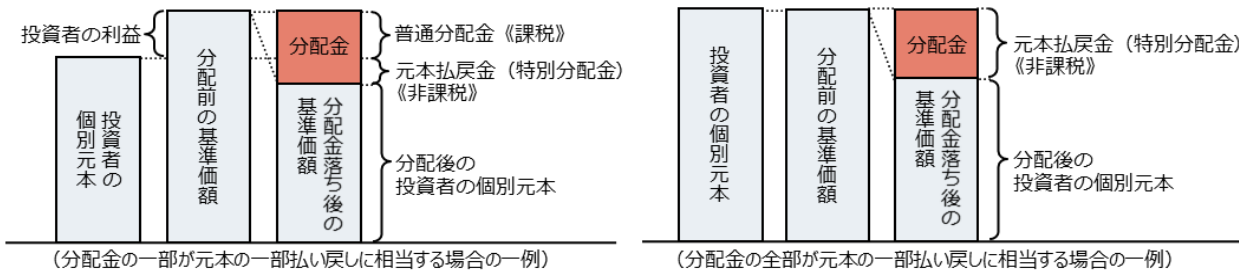 投資者の利益
投資者の
個別元本
分配前の基準価額
分配金
分配金落ち後の
基準価額
普通分配金《課税》
元本払戻金（特別分配金）
《非課税》
分配後の
投資者の個別元本
（分配金の一部が元本の一部払い戻しに相当する場合の一例）
投資者の個別元本
分配前の基準価額
分配金
分配金落ち後の
基準価額
元本払戻金（特別分配金）
《非課税》
分配後の
投資者の個別元本
（分配金の全部が元本の一部払い戻しに相当する場合の一例）